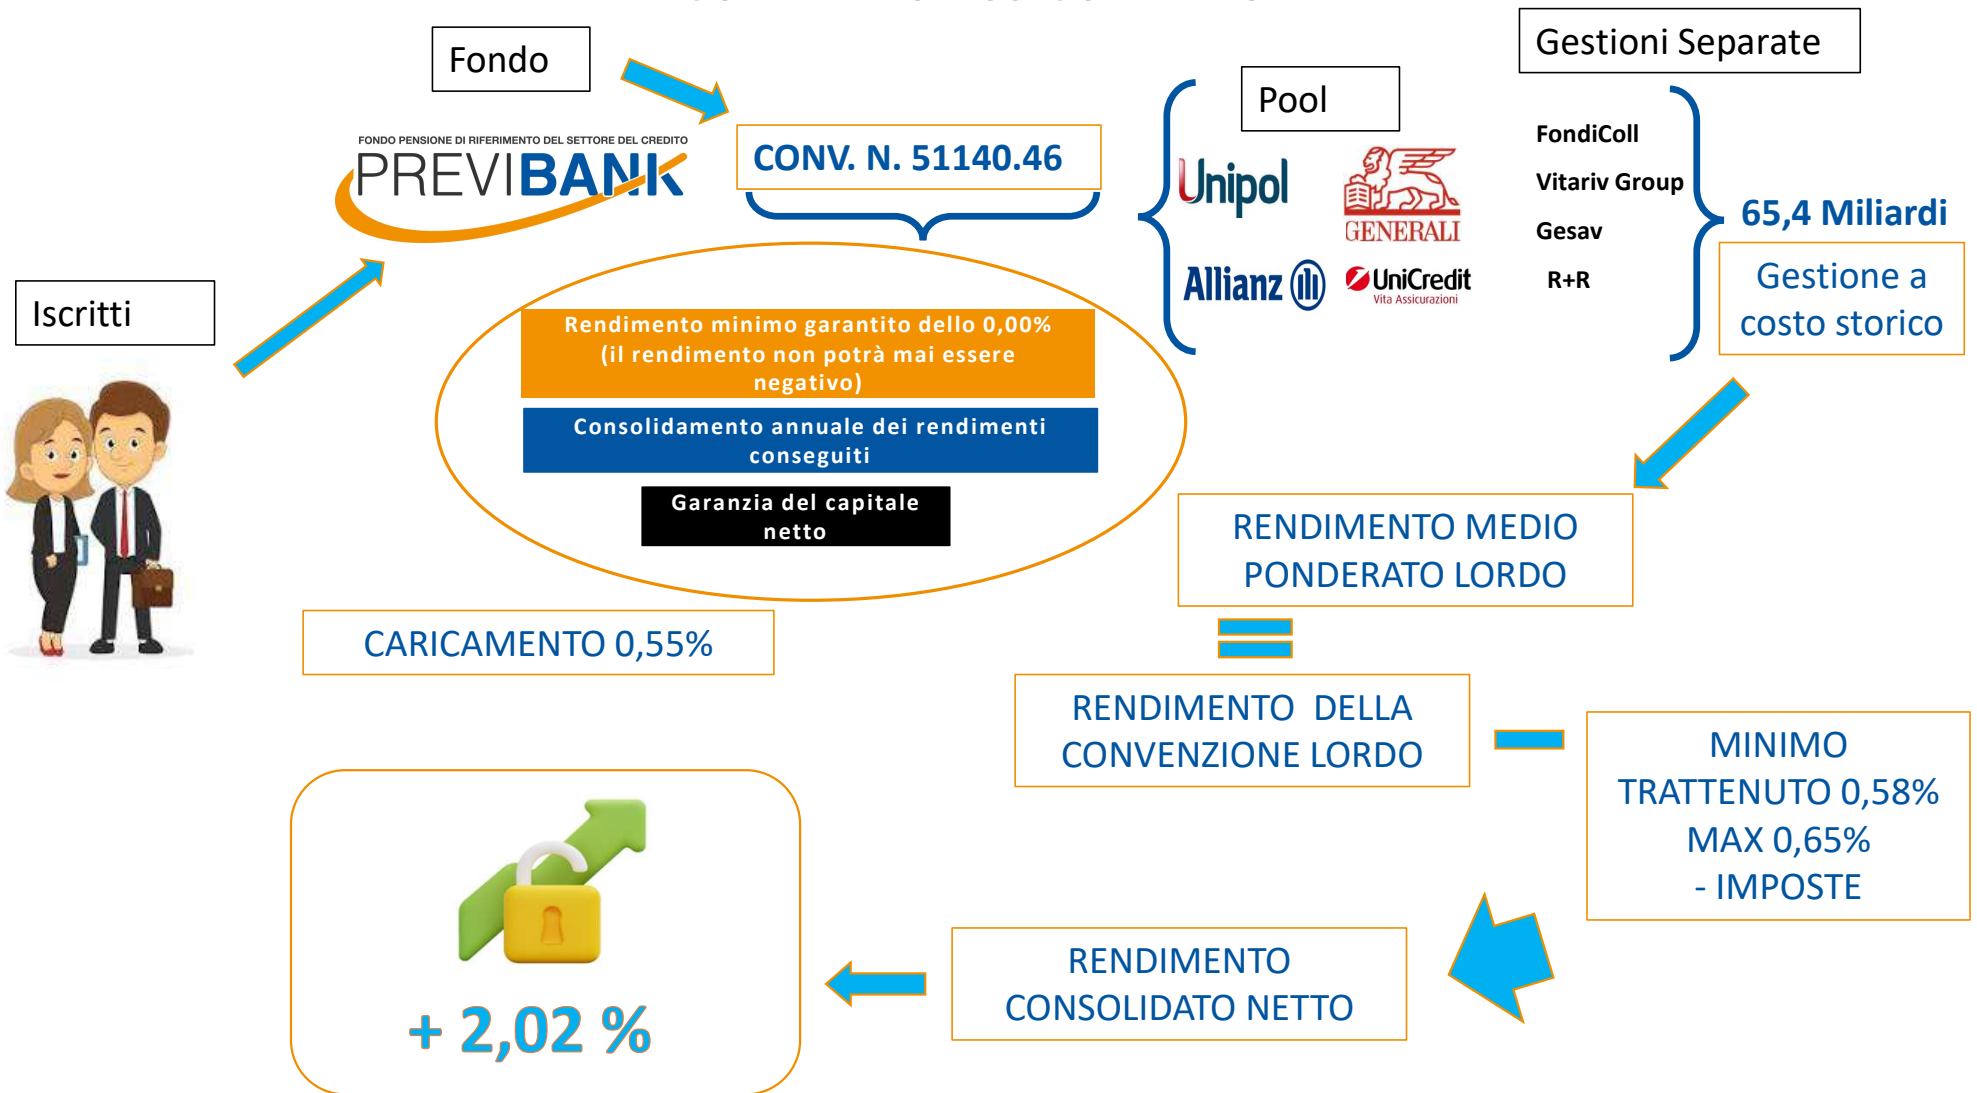 Fondo
Gestioni Separate
Pool
FONDO PENSIONE DI RIFERIMENTO DEL SETTORE DEL CREDITO
PREVIBANK
CONV. N. 51140.46
Unipol
GENERALI
Allianz
UniCredit
Vita Assicurazioni
FondiColl
Vitariv Group
Gesav
R+R
65,4 Miliardi
Gestione a
costo storico
Iscritti
Rendimento minimo garantito dello 0,00%
(il rendimento non potrà mai essere
negativo)
Consolidamento annuale dei rendimenti
conseguiti
Garanzia del capitale
netto
RENDIMENTO MEDIO
PONDERATO LORDO
CARICAMENTO 0,55%
RENDIMENTO DELLA
CONVENZIONE LORDO
MINIMO
TRATTENUTO 0,58%
MAX 0,65%
- IMPOSTE
RENDIMENTO
CONSOLIDATO NETTO
+ 2,02 %